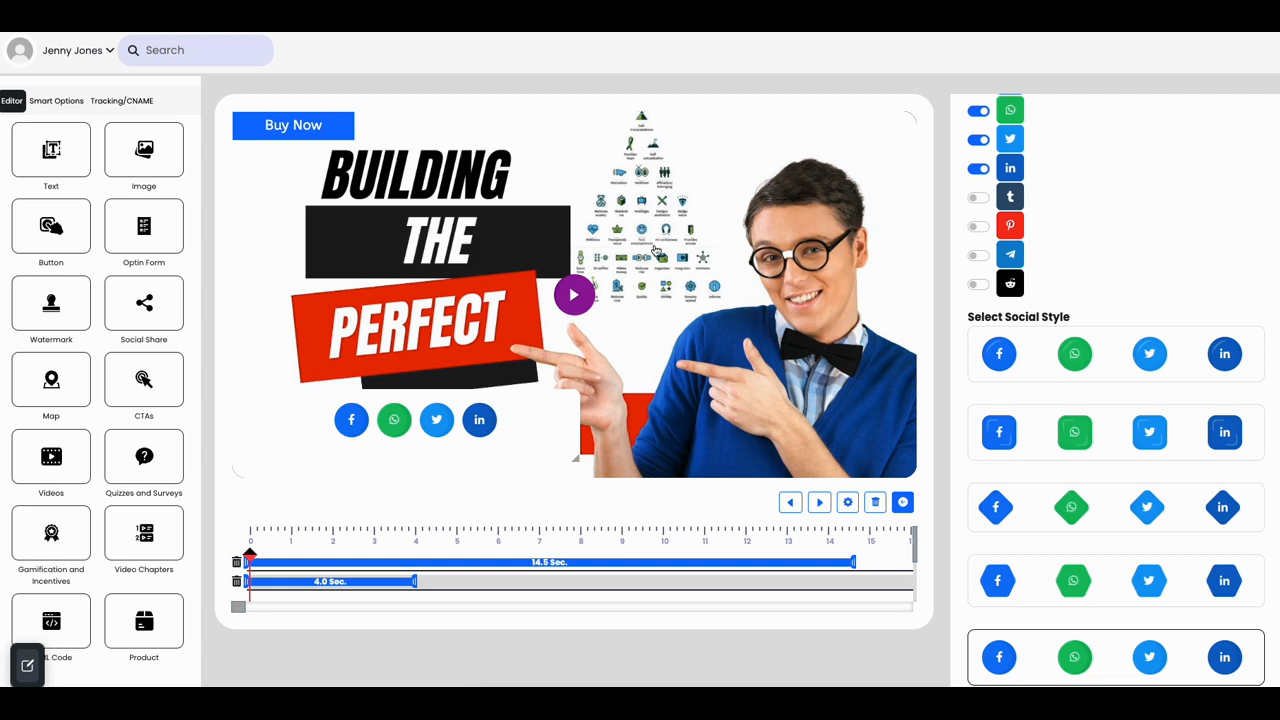 Jenny Jones
Search
Editor
Smart Options
Tracking/CNAME
Text
Image
Button
Optin Form
Watermark
Social Share
Map
CTAs
Videos
Quizzes and Surveys
Gamification and
Incentives
Video Chapters
Code
Product
Buy Now
BUILDING
THE
PERFECT
0 1 2 3 4 5 6 7 8 9 10 11 12 13 14 15
14.5 Sec.
4.0 Sec.
Select Social Style